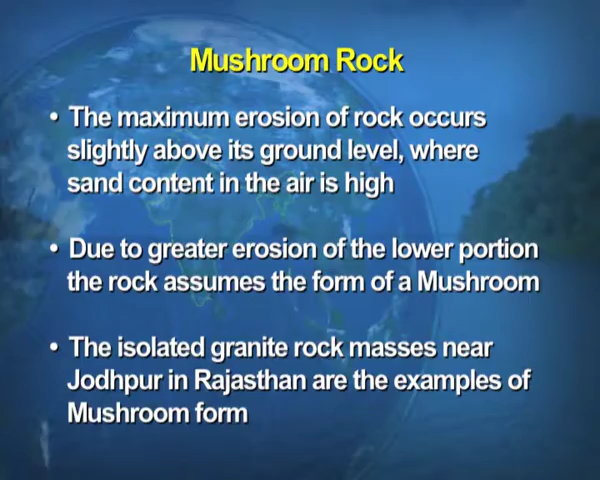 Mushroom Rock
• The maximum erosion of rock occurs
slightly above its ground level, where
sand content in the air is high
• Due to greater erosion of the lower portion
the rock assumes the form of a Mushroom
• The isolated granite rock masses near
Jodhpur in Rajasthan are the examples of
Mushroom form